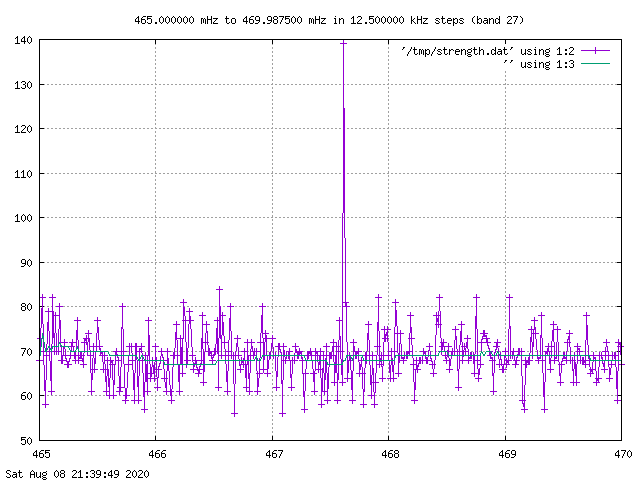 465.000000 mHz to 469.987500 mHz in 12.500000 kHz steps (band 27)
140
'/tmp/strength.dat' using 1:2
'' using 1:3
130
120
110
100
90
80
70
60
50
465 466 467 468 469 470
Sat Aug 08 21:39:49 2020